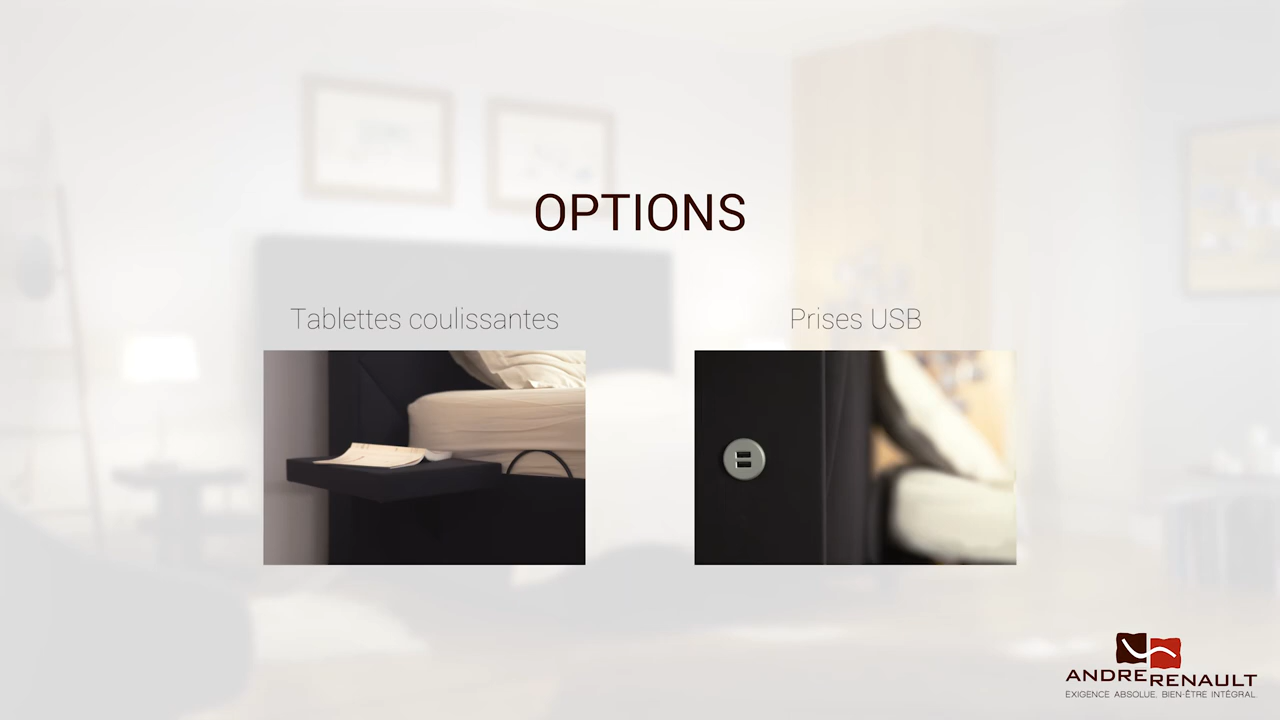 OPTIONS
Tablettes coulissantes
Prises USB
ANDRE RENAULT
EXIGENCE ABSOLUE. BIEN-ÊTRE INTÉGRAL.